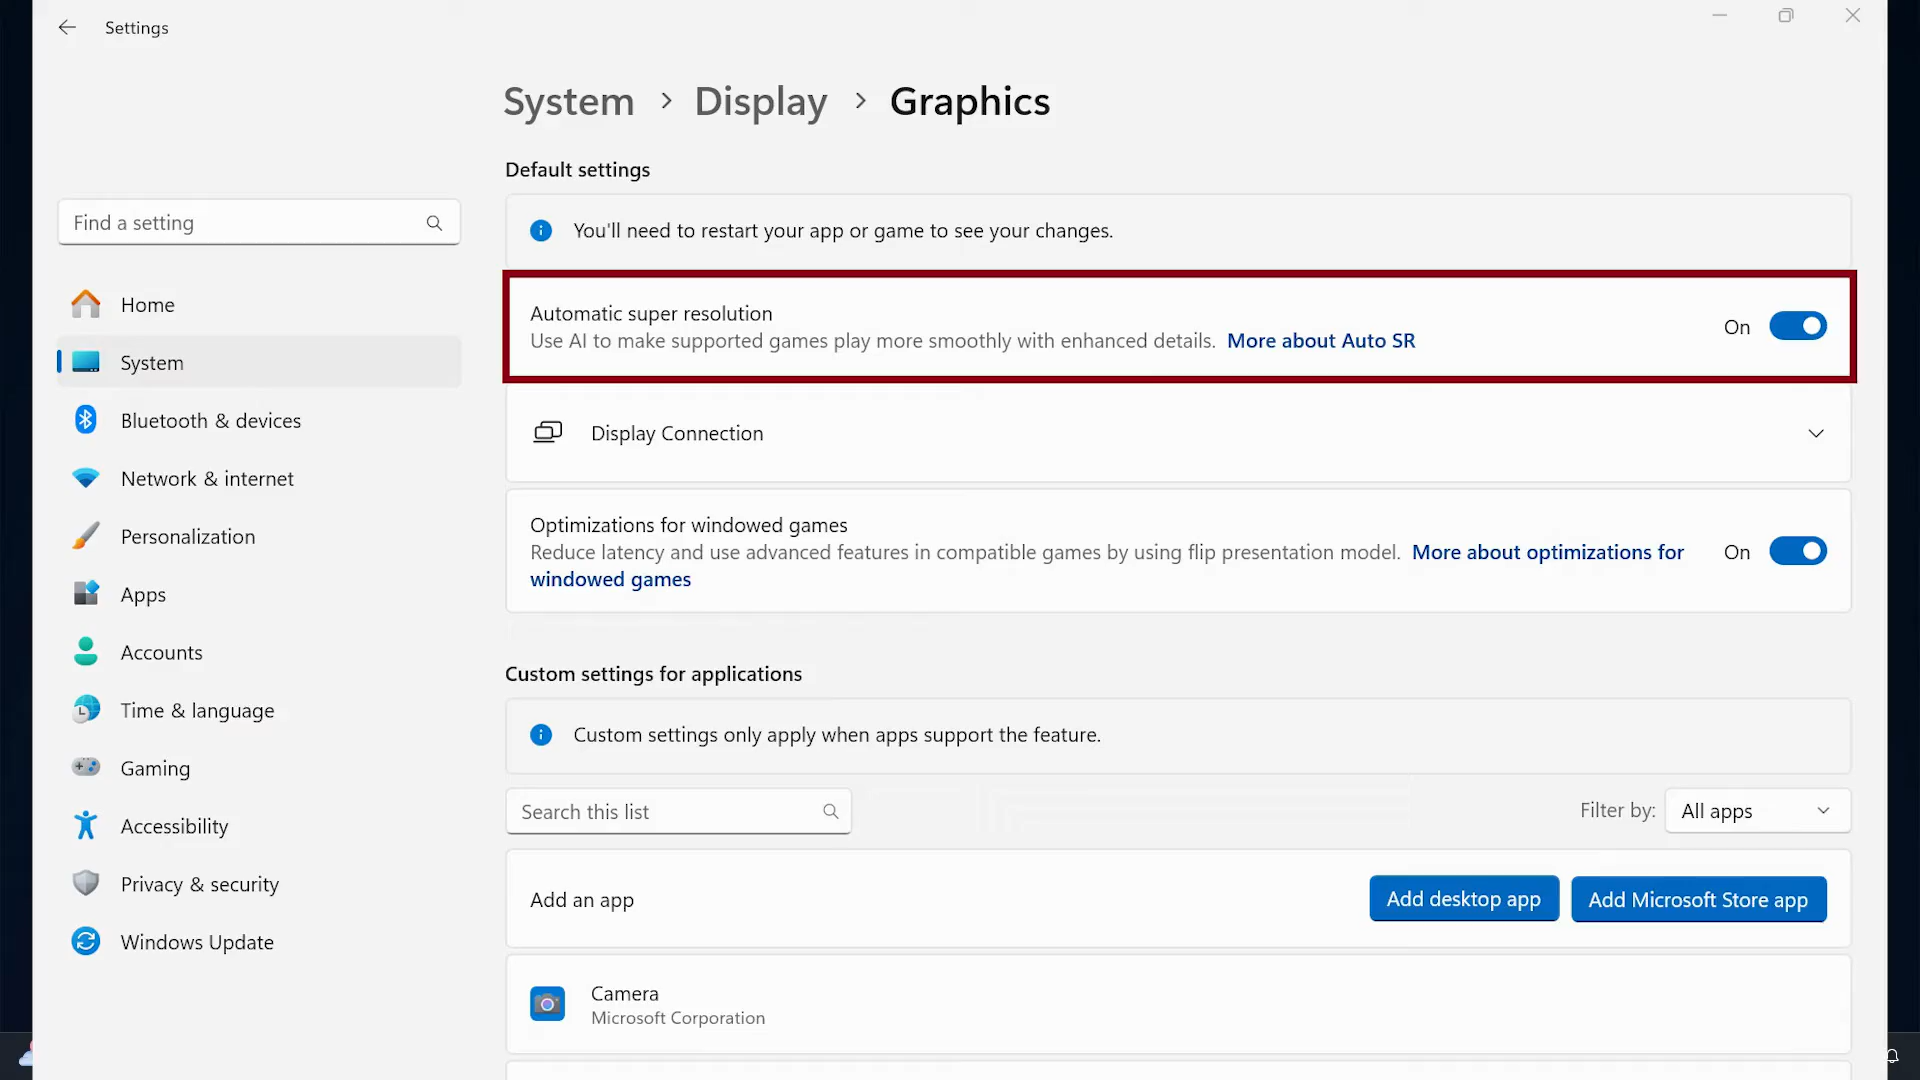 Settings
System > Display > Graphics
Default settings
Find a setting
You'll need to restart your app or game to see your changes.
Home
System
Bluetooth & devices
Network & internet
Personalization
Apps
Accounts
Time & language
Gaming
Accessibility
Privacy & security
Windows Update
Automatic super resolution
Use AI to make supported games play more smoothly with enhanced details. More about Auto SR
On
Display Connection
Optimizations for windowed games
Reduce latency and use advanced features in compatible games by using flip presentation model. More about optimizations for
windowed games
On
Custom settings for applications
Custom settings only apply when apps support the feature.
Search this list
Filter by: All apps
Add an app
Add desktop app
Add Microsoft Store app
Camera
Microsoft Corporation